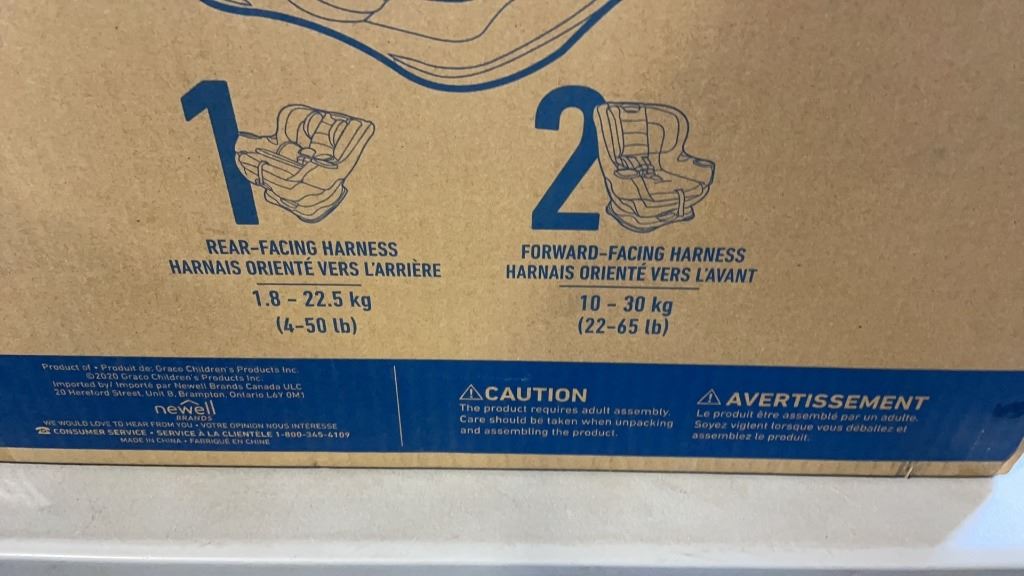 1
REAR-FACING HARNESS
HARNAIS ORIENTÉ VERS L'ARRIÈRE
1.8 - 22.5 kg
(4-50 lb)
2
FORWARD-FACING HARNESS
HARNAIS ORIENTÉ VERS L'AVANT
10 - 30 kg
(22-65 lb)
Product of • Produit de: Graco Children's Products Inc.
©2020 Graco Children's Products Inc.
Imported by/ Importé par Newell Brands Canada ULC
20 Hereford Street, Unit B, Brampton, Ontario L6Y 0M1
newell
BRANDS
WE WOULD LOVE TO HEAR FROM YOU • VOTRE OPINION NOUS INTÉRESSE
CONSUMER SERVICE • SERVICE À LA CLIENTÈLE 1-800-345-4109
MADE IN CHINA • FABRIQUÉ EN CHINE
CAUTION
The product requires adult assembly.
Care should be taken when unpacking
and assembling the product.
AVERTISSEMENT
Le produit être assemblé par un adulte.
Soyez vigient lorsque vous déballez et
assemblez le produit.